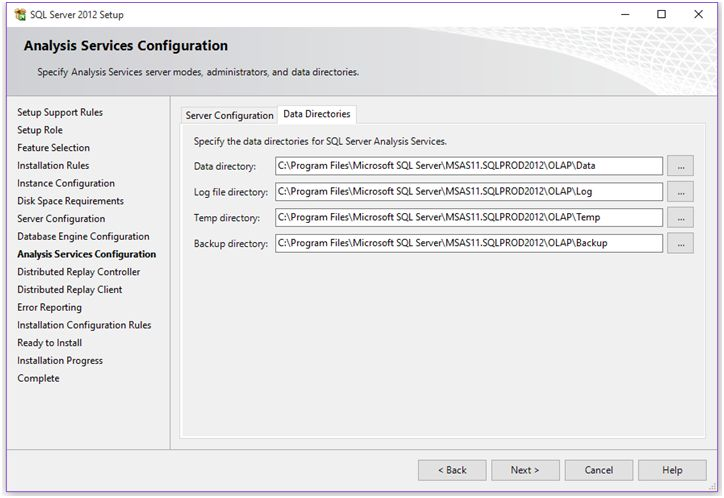 SQL Server 2012 Setup
Analysis Services Configuration
Specify Analysis Services server modes, administrators, and data directories.
Setup Support Rules
Setup Role
Feature Selection
Installation Rules
Instance Configuration
Disk Space Requirements
Server Configuration
Database Engine Configuration
Analysis Services Configuration
Distributed Replay Controller
Distributed Replay Client
Error Reporting
Installation Configuration Rules
Ready to Install
Installation Progress
Complete
Server Configuration Data Directories
Specify the data directories for SQL Server Analysis Services.
Data directory: C:\Program Files\Microsoft SQL Server\MSAS11.SQLPROD2012\OLAP\Data ...
Log file directory: C:\Program Files\Microsoft SQL Server\MSAS11.SQLPROD2012\OLAP\Log ...
Temp directory: C:\Program Files\Microsoft SQL Server\MSAS11.SQLPROD2012\OLAP\Temp ...
Backup directory: C:\Program Files\Microsoft SQL Server\MSAS11.SQLPROD2012\OLAP\Backup ...
< Back Next > Cancel Help